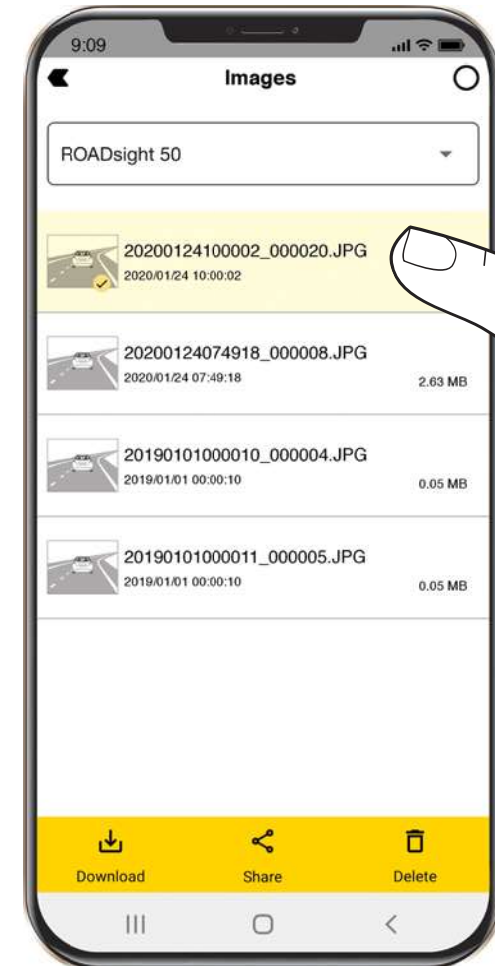 9:09
Images
ROADsight 50
20200124100002_000020.JPG
2020/01/24 10:00:02
20200124074918_000008.JPG
2020/01/24 07:49:18
2.63 MB
20190101000010_000004.JPG
2019/01/01 00:00:10
0.05 MB
20190101000011_000005.JPG
2019/01/01 00:00:10
0.05 MB
Download Share Delete